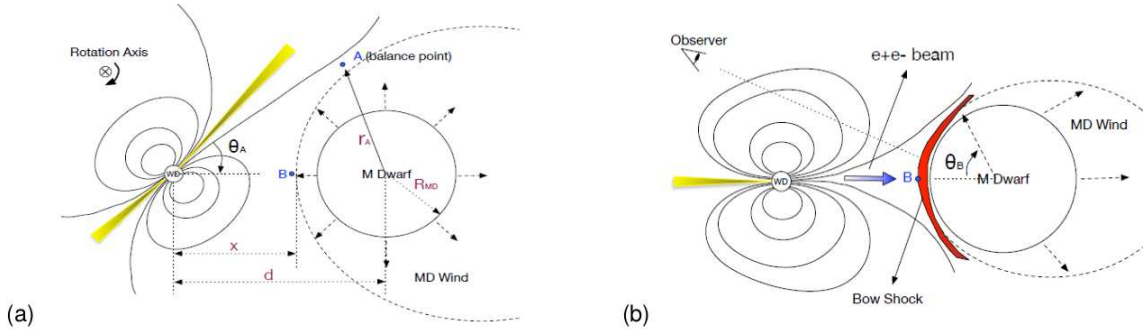 Rotation Axis
A (balance point)
θA
rA
WD
B
M Dwarf
RMD
x
MD Wind
d
(a)
Observer
e+e- beam
MD Wind
θB
WD
B
M Dwarf
Bow Shock
(b)